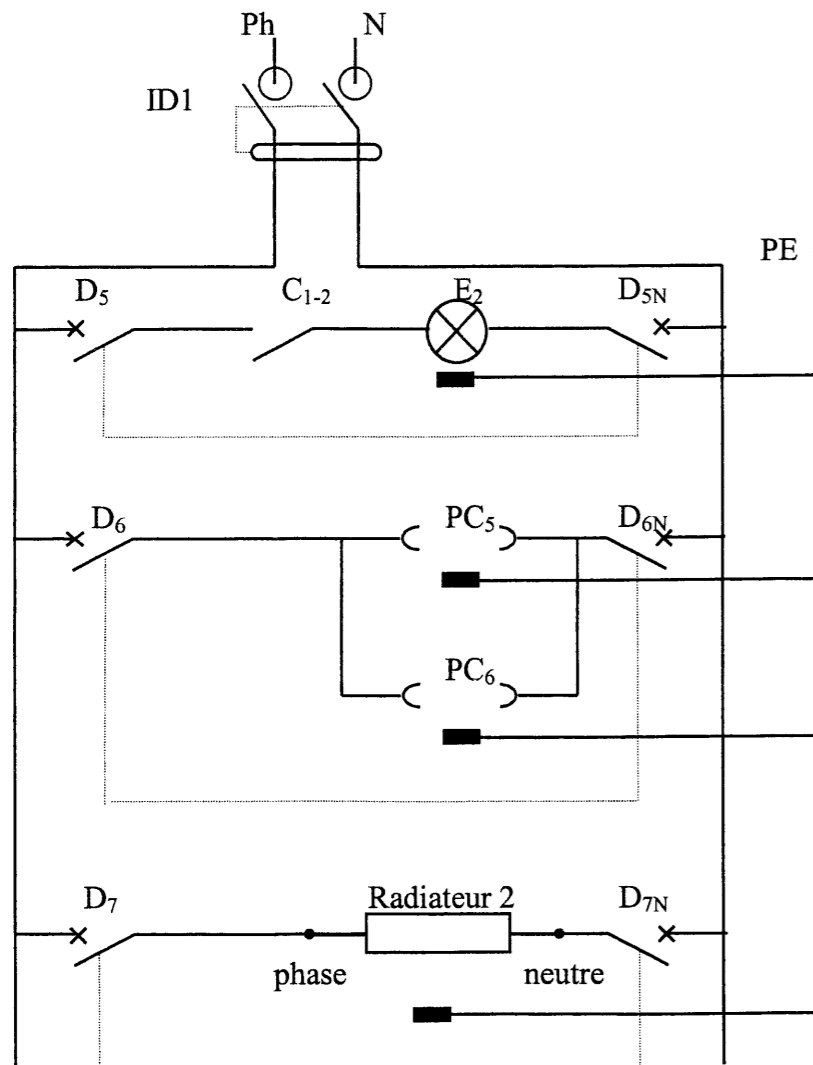 Ph N
ID1
PE
D₅ C₁₋₂ E₂ D₅N
D₆ PC₅ D₆N
PC₆
D₇ Radiateur 2 D₇N
phase neutre